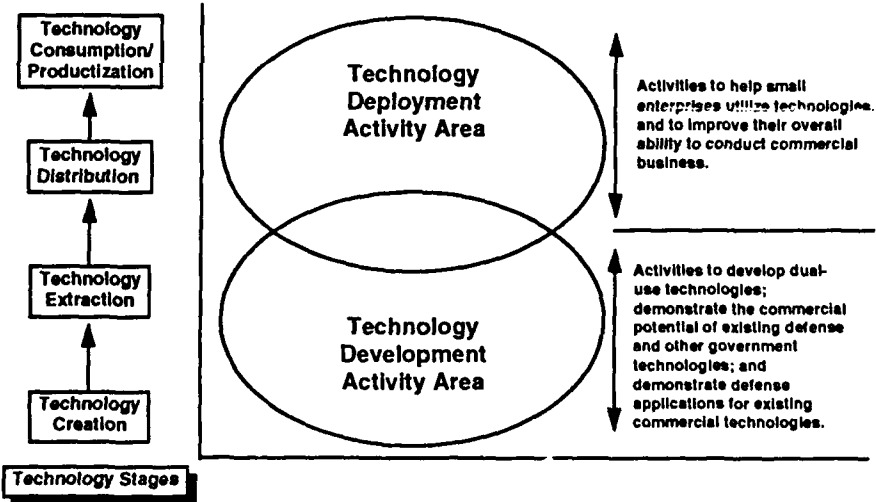 Technology
Consumption/
Productization
Technology
Distribution
Technology
Extraction
Technology
Creation
Technology Stages
Technology
Deployment
Activity Area
Technology
Development
Activity Area
Activities to help small
enterprises utilize technologies.
and to improve their overall
ability to conduct commercial
business.
Activities to develop dual-
use technologies;
demonstrate the commercial
potential of existing defense
and other government
technologies; and
demonstrate defense
applications for existing
commercial technologies.